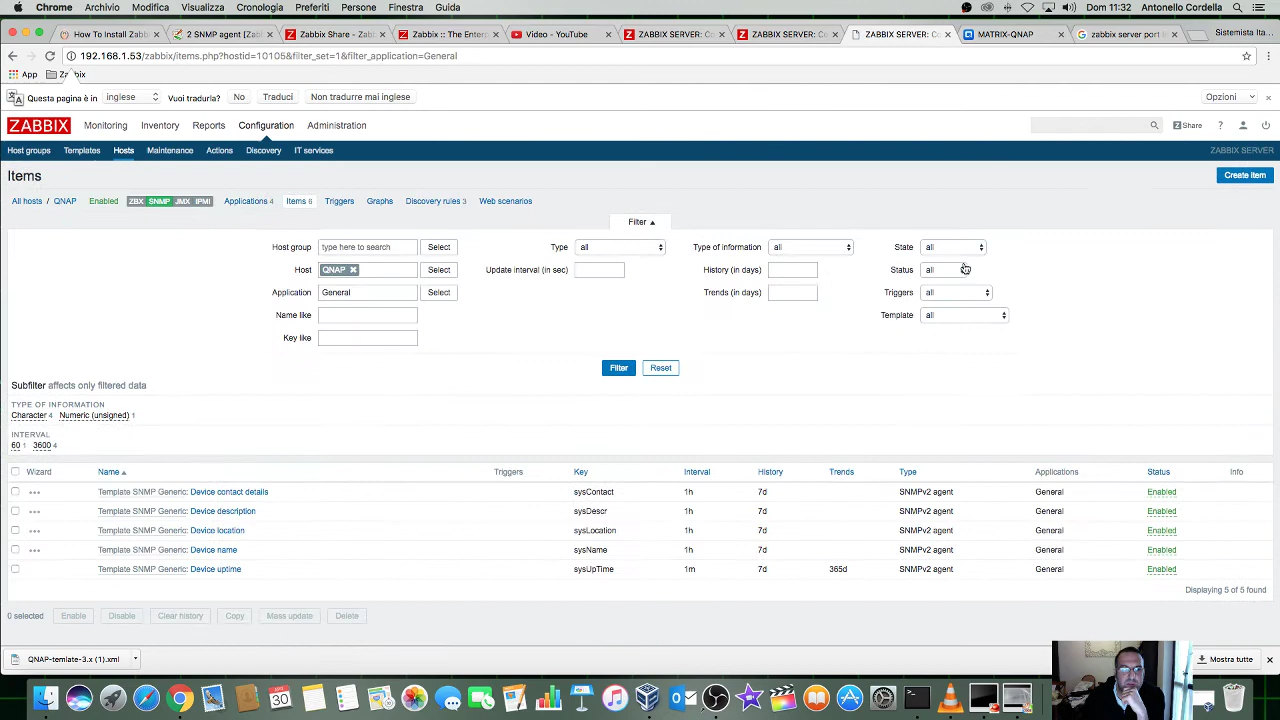 Chrome Archivio Modifica Visualizza Cronologia Preferiti Persone Finestra Guida Dom 11:32 Antonello Cordella
How To Install Zabbi 2 SNMP agent [Zab Zabbix Share - Zabbi Zabbix :: The Enterp Video - YouTube ZABBIX SERVER: Co ZABBIX SERVER: Co ZABBIX SERVER: Co MATRIX-QNAP zabbix server port Sistemista Ita...
192.168.1.53/zabbix/items.php?hostid=10105&filter_set=1&filter_application=General
App Zabbix
Questa pagina è in inglese Vuoi tradurla? No Traduci Non tradurre mai inglese Opzioni
ZABBIX Monitoring Inventory Reports Configuration Administration Z Share ?
Host groups Templates Hosts Maintenance Actions Discovery IT services ZABBIX SERVER
Items Create item
All hosts / QNAP Enabled ZBX SNMP JMX IPMI Applications 4 Items 6 Triggers Graphs Discovery rules 3 Web scenarios
Filter ▲
Host group type here to search Select Type all Type of information all State all
Host QNAP Select Update interval (in sec) History (in days) Status all
Application General Select Trends (in days) Triggers all
Name like Template all
Key like
Filter Reset
Subfilter affects only filtered data
TYPE OF INFORMATION
Character 4 Numeric (unsigned) 1
INTERVAL
60 1 3600 4
Wizard Name ▲ Triggers Key Interval History Trends Type Applications Status Info
Template SNMP Generic: Device contact details sysContact 1h 7d SNMPv2 agent General Enabled
Template SNMP Generic: Device description sysDescr 1h 7d SNMPv2 agent General Enabled
Template SNMP Generic: Device location sysLocation 1h 7d SNMPv2 agent General Enabled
Template SNMP Generic: Device name sysName 1h 7d SNMPv2 agent General Enabled
Template SNMP Generic: Device uptime sysUpTime 1m 7d 365d SNMPv2 agent General Enabled
Displaying 5 of 5 found
0 selected Enable Disable Clear history Copy Mass update Delete
QNAP-temlate-3.x (1).xml Mostra tutte
30